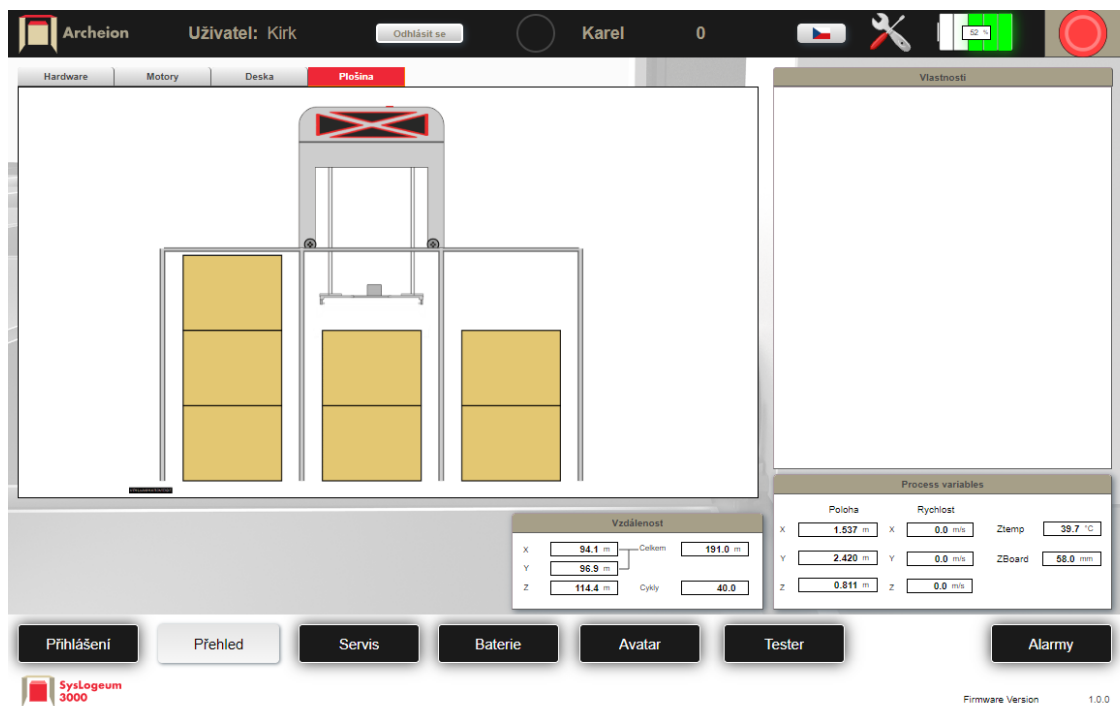 Archeion
Uživatel: Kirk
Odhlásit se
Karel
0
52 %
Hardware
Motory
Deska
Plošina
Vlastnosti
Vzdálenost
X 94.1 m Celkem 191.0 m
Y 96.9 m
Z 114.4 m Cykly 40.0
Process variables
Poloha Rychlost
X 1.537 m X 0.0 m/s Ztemp 39.7 °C
Y 2.420 m Y 0.0 m/s ZBoard 58.0 mm
Z 0.811 m Z 0.0 m/s
Přihlášení
Přehled
Servis
Baterie
Avatar
Tester
Alarmy
SysLogeum
3000
Firmware Version 1.0.0